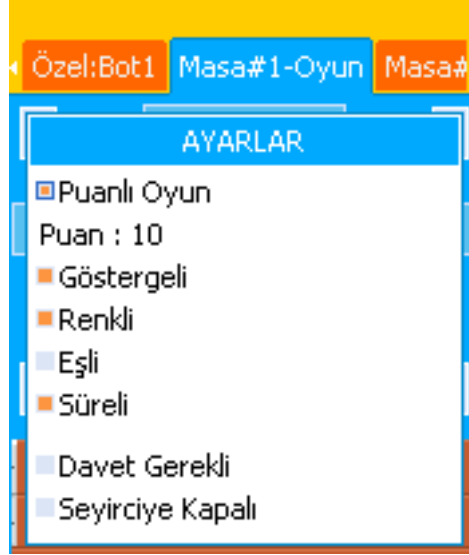 Özel:Bot1 Masa#1-Oyun Masa#
AYARLAR
Puanlı Oyun
Puan : 10
Göstergeli
Renkli
Eşli
Süreli
Davet Gerekli
Seyirciye Kapalı